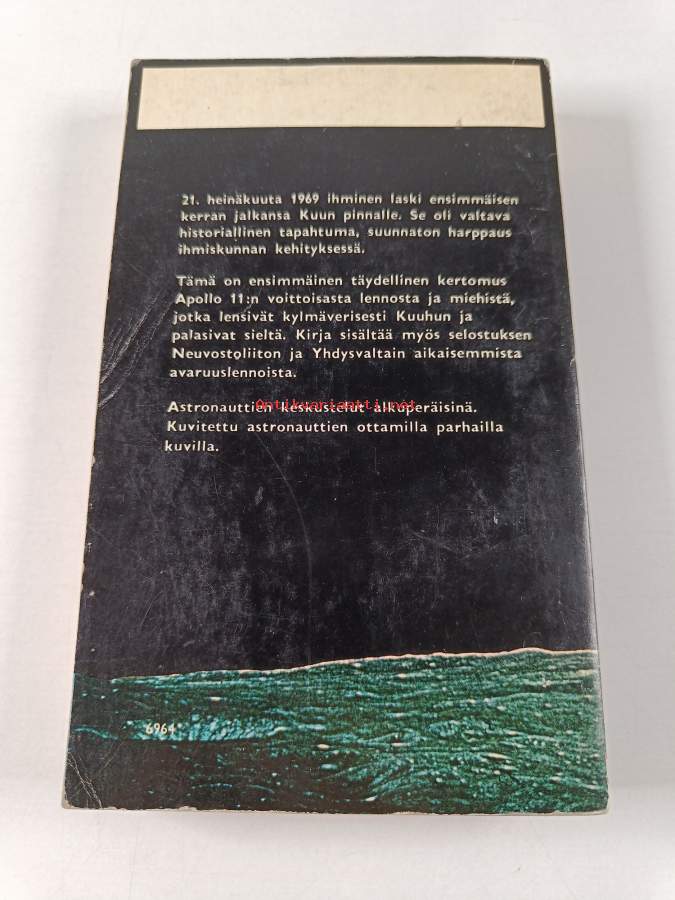 21. heinäkuuta 1969 ihminen laski ensimmäisen
kerran jalkansa Kuun pinnalle. Se oli valtava
historiallinen tapahtuma, suunnaton harppaus
ihmiskunnan kehityksessä.
Tämä on ensimmäinen täydellinen kertomus
Apollo 11:n voittoisasta lennosta ja miehistä,
jotka lensivät kylmäverisesti Kuuhun ja
palasivat sieltä. Kirja sisältää myös selostuksen
Neuvostoliiton ja Yhdysvaltain aikaisemmista
avaruuslennoista.
Antikvariaatti.net
Astronauttien keskustelut alkuperäisinä.
Kuvitettu astronauttien ottamilla parhailla
kuvilla.
6964